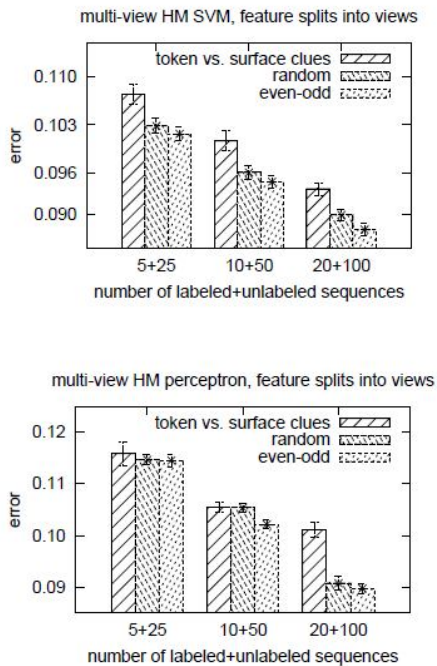 multi-view HM SVM, feature splits into views
token vs. surface clues
random
even-odd
0.110
0.103
0.096
0.090
error
5+25 10+50 20+100
number of labeled+unlabeled sequences
multi-view HM perceptron, feature splits into views
token vs. surface clues
random
even-odd
0.12
0.11
0.10
0.09
error
5+25 10+50 20+100
number of labeled+unlabeled sequences